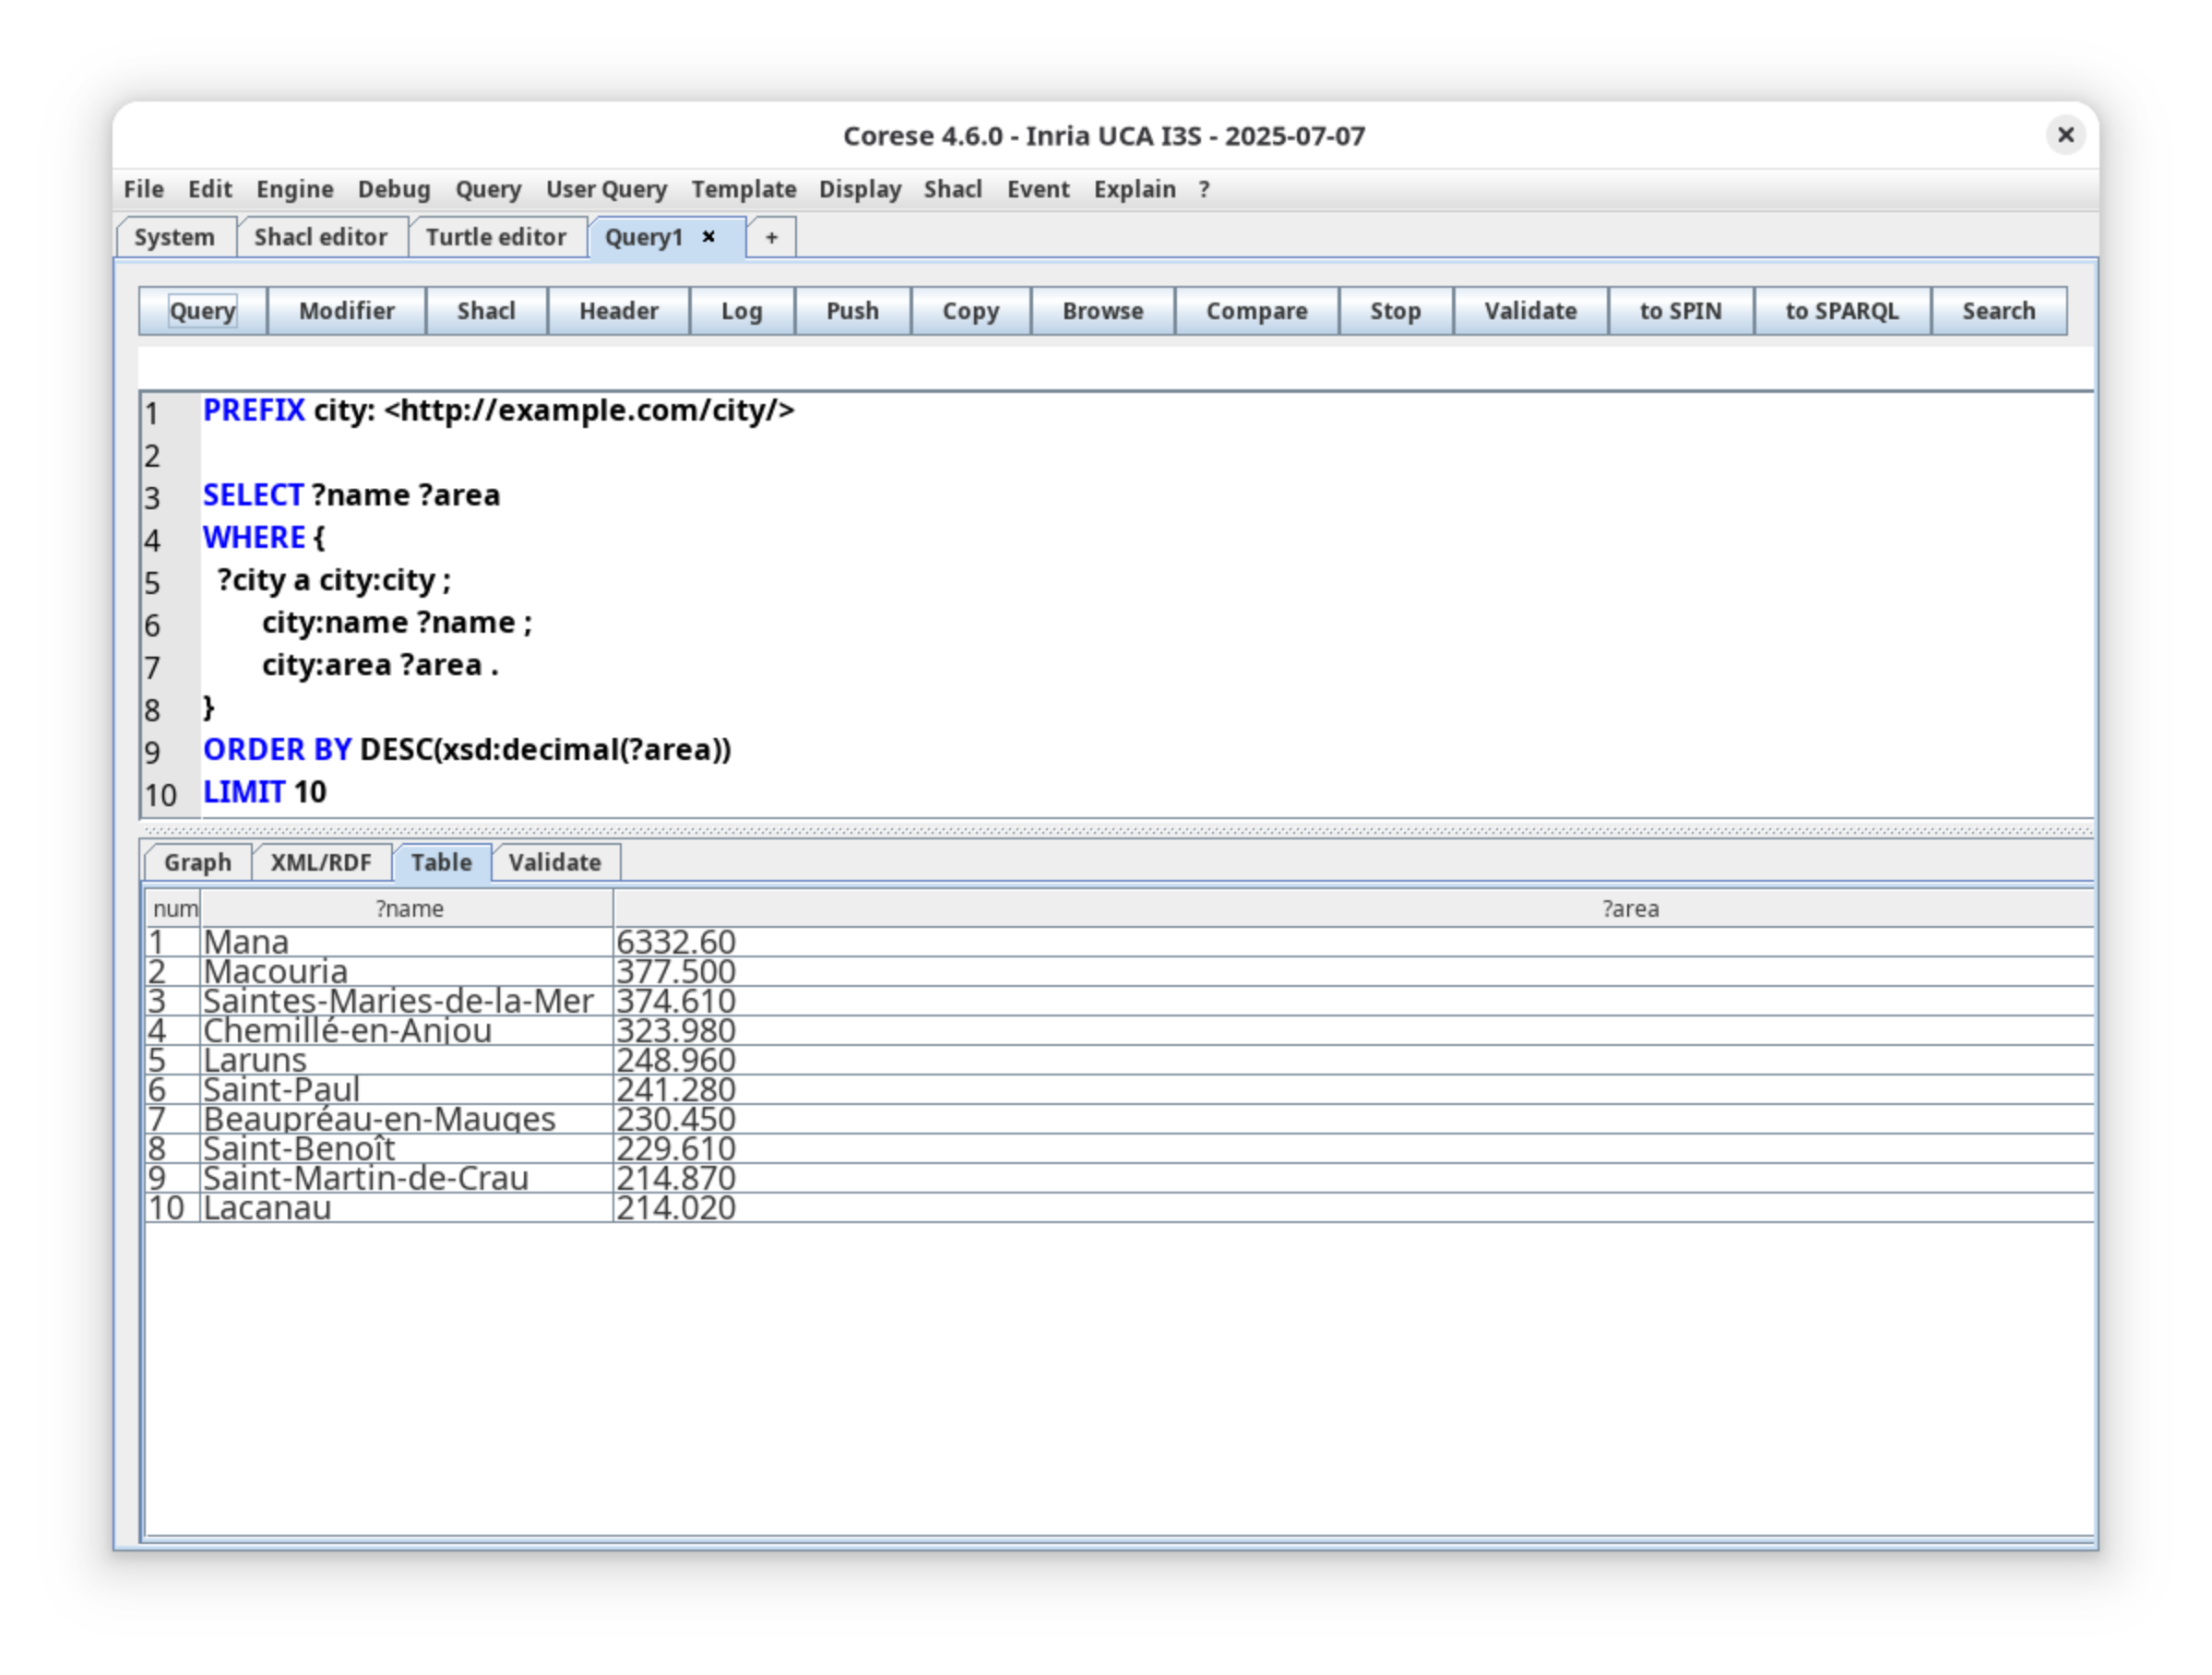 Corese 4.6.0 - Inria UCA I3S - 2025-07-07
File Edit Engine Debug Query User Query Template Display Shacl Event Explain ?
System Shacl editor Turtle editor Query1 +
Query Modifier Shacl Header Log Push Copy Browse Compare Stop Validate to SPIN to SPARQL Search
1 PREFIX city: <http://example.com/city/>
2
3 SELECT ?name ?area
4 WHERE {
5 ?city a city:city ;
6 city:name ?name ;
7 city:area ?area .
8 }
9 ORDER BY DESC(xsd:decimal(?area))
10 LIMIT 10
Graph XML/RDF Table Validate
num ?name ?area
1 Mana 6332.60
2 Macouria 377.500
3 Saintes-Maries-de-la-Mer 374.610
4 Chemillé-en-Anjou 323.980
5 Laruns 248.960
6 Saint-Paul 241.280
7 Beaupréau-en-Mauges 230.450
8 Saint-Benoît 229.610
9 Saint-Martin-de-Crau 214.870
10 Lacanau 214.020